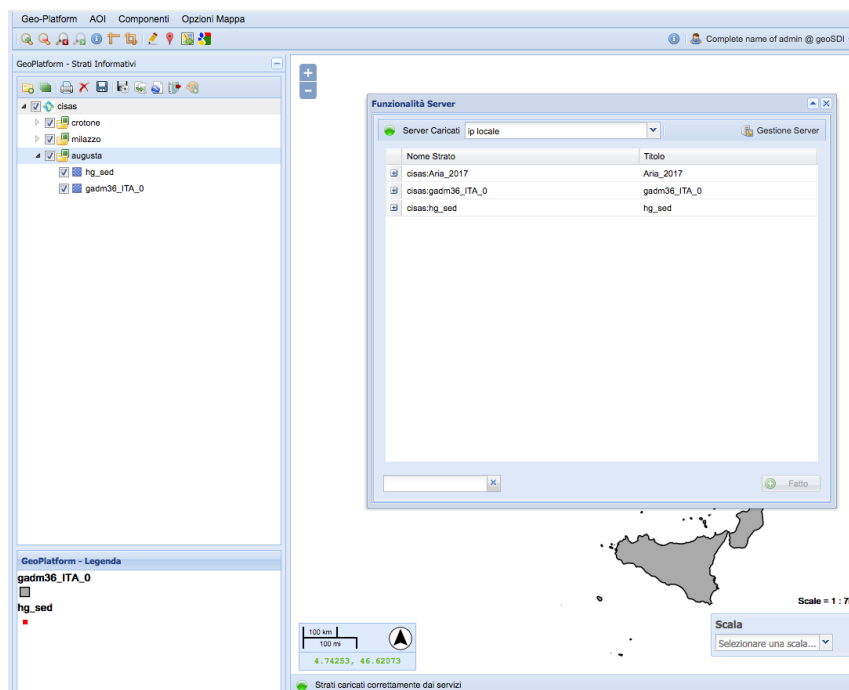 Geo-Platform AOI Componenti Opzioni Mappa
Complete name of admin @ geoSDI
GeoPlatform - Strati Informativi
cisas
crotone
milazzo
augusta
hg_sed
gadm36_ITA_0
+
−
Funzionalità Server
Server Caricati ip locale Gestione Server
Nome Strato Titolo
cisas:Aria_2017 Aria_2017
cisas:gadm36_ITA_0 gadm36_ITA_0
cisas:hg_sed hg_sed
Fatto
GeoPlatform - Legenda
gadm36_ITA_0
hg_sed
Scale = 1 :
100 km
100 mi
4.74253, 46.62073
Scala
Selezionare una scala...
Strati caricati correttamente dai servizi